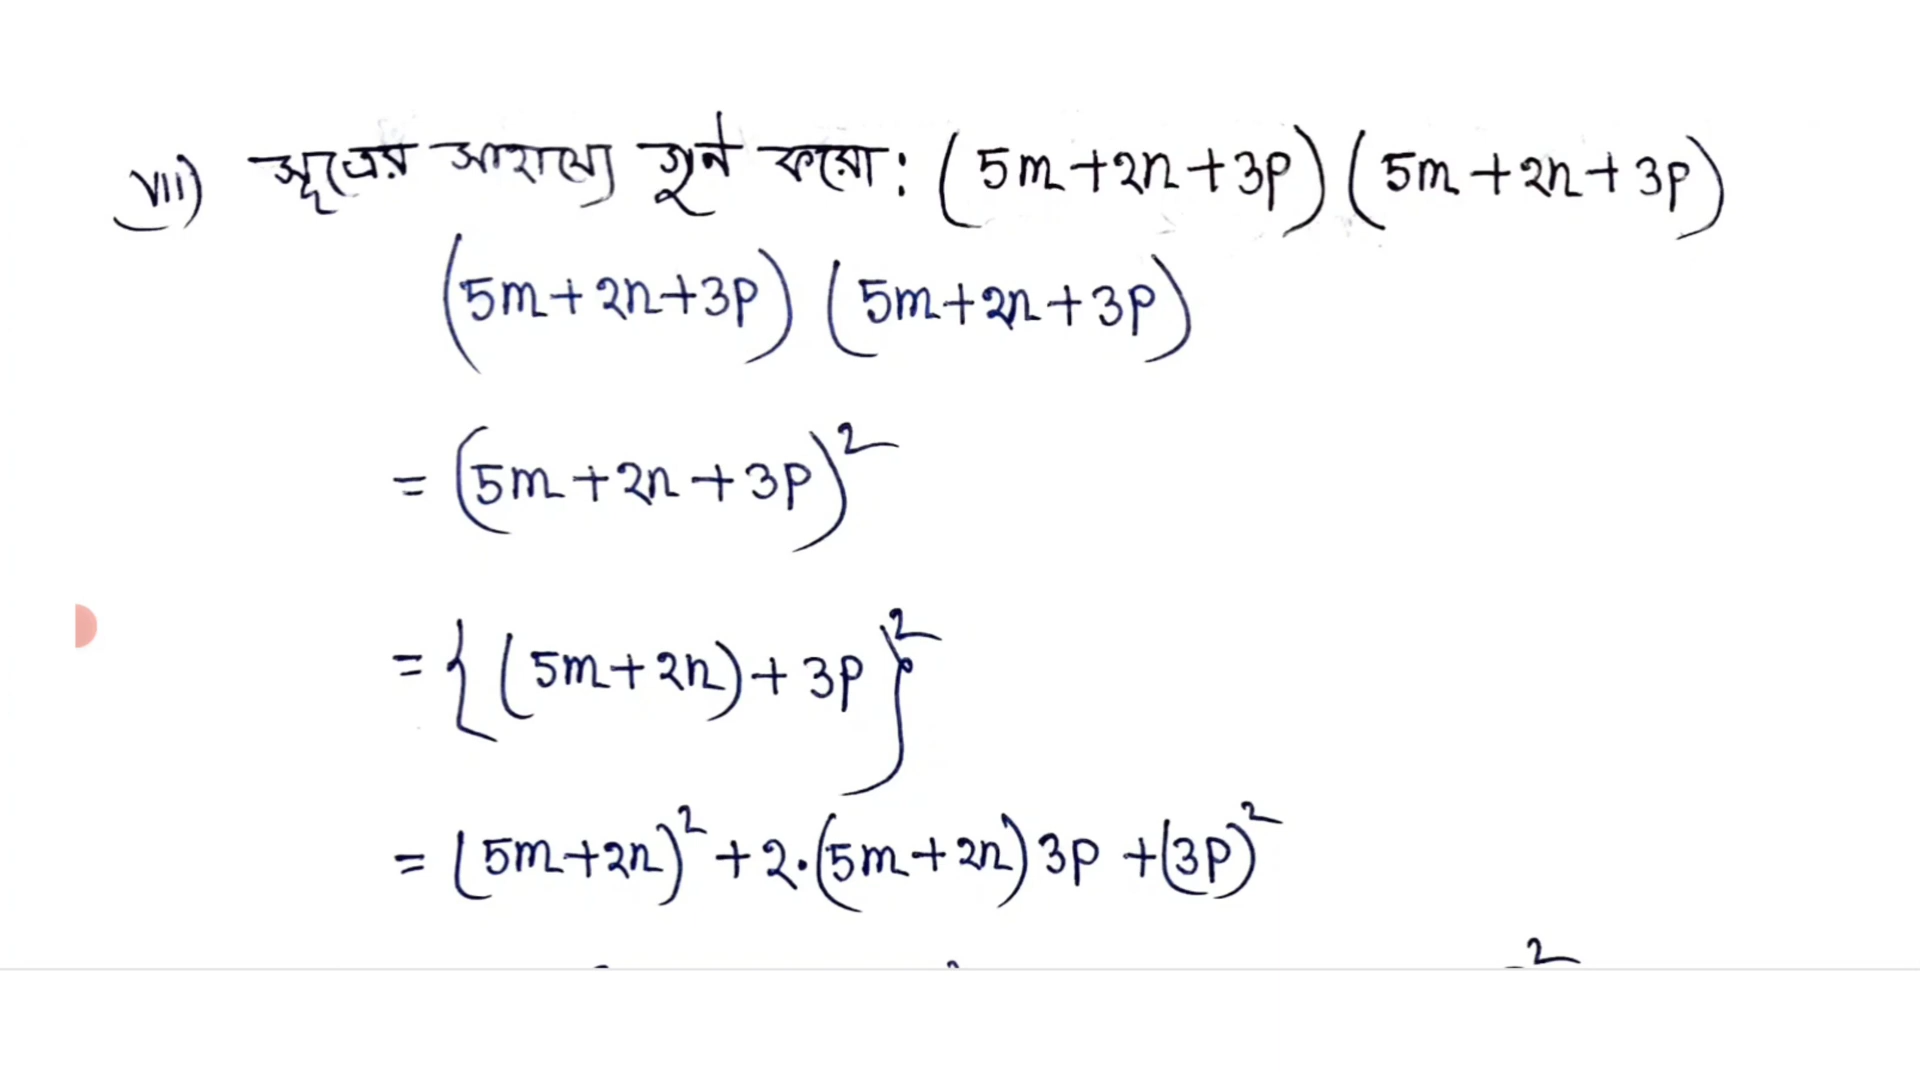 vii) সূত্রের সাহায্যে গুন করো: (5m+2n+3p)(5m+2n+3p)
(5m+2n+3p)(5m+2n+3p)
= (5m+2n+3p)²
= {(5m+2n)+3p}²
= (5m+2n)²+2·(5m+2n)3p+(3p)²